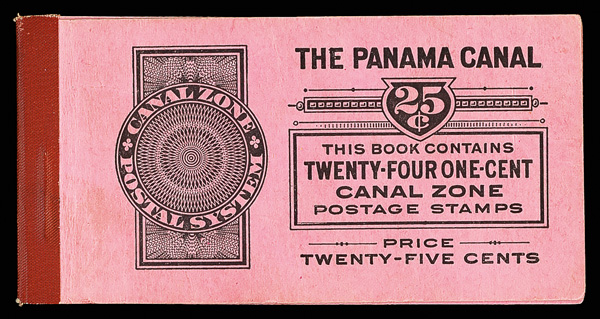 CANAL ZONE
POSTAL SYSTEM
THE PANAMA CANAL
25
¢
THIS BOOK CONTAINS
TWENTY-FOUR ONE-CENT
CANAL ZONE
POSTAGE STAMPS
PRICE
TWENTY-FIVE CENTS